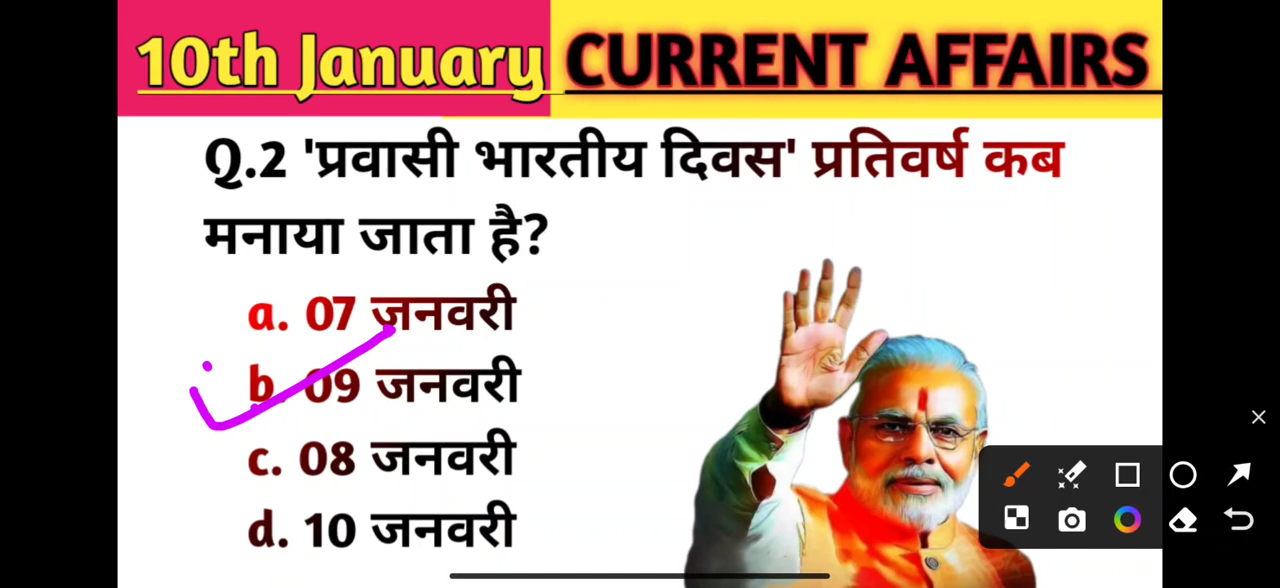 10th January CURRENT AFFAIRS
Q.2 'प्रवासी भारतीय दिवस' प्रतिवर्ष कब
मनाया जाता है?
a. 07 जनवरी
b. 09 जनवरी
c. 08 जनवरी
d. 10 जनवरी